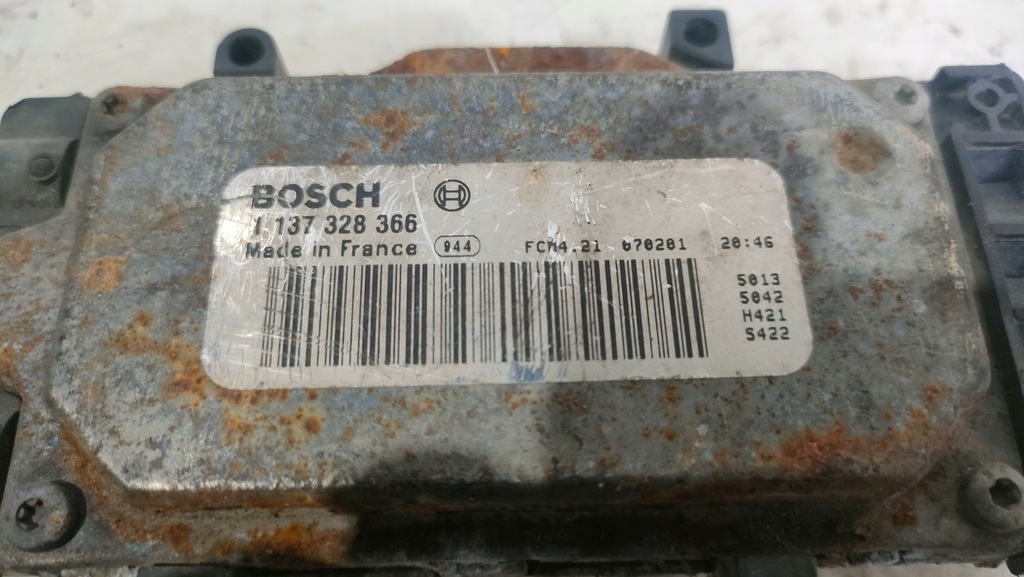 BOSCH
1 137 328 366
Made in France 944 FCM4.21 070201 20:46
5013
5042
H421
S422